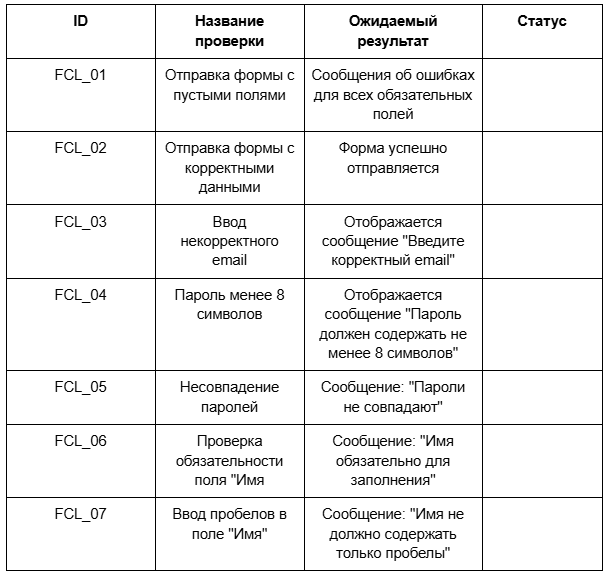 ID
Название
проверки
Ожидаемый
результат
Статус
FCL_01
Отправка формы с
пустыми полями
Сообщения об ошибках
для всех обязательных
полей
FCL_02
Отправка формы с
корректными
данными
Форма успешно
отправляется
FCL_03
Ввод
некорректного
email
Отображается
сообщение "Введите
корректный email"
FCL_04
Пароль менее 8
символов
Отображается
сообщение "Пароль
должен содержать не
менее 8 символов"
FCL_05
Несовпадение
паролей
Сообщение: "Пароли
не совпадают"
FCL_06
Проверка
обязательности
поля "Имя
Сообщение: "Имя
обязательно для
заполнения"
FCL_07
Ввод пробелов в
поле "Имя"
Сообщение: "Имя не
должно содержать
только пробелы"